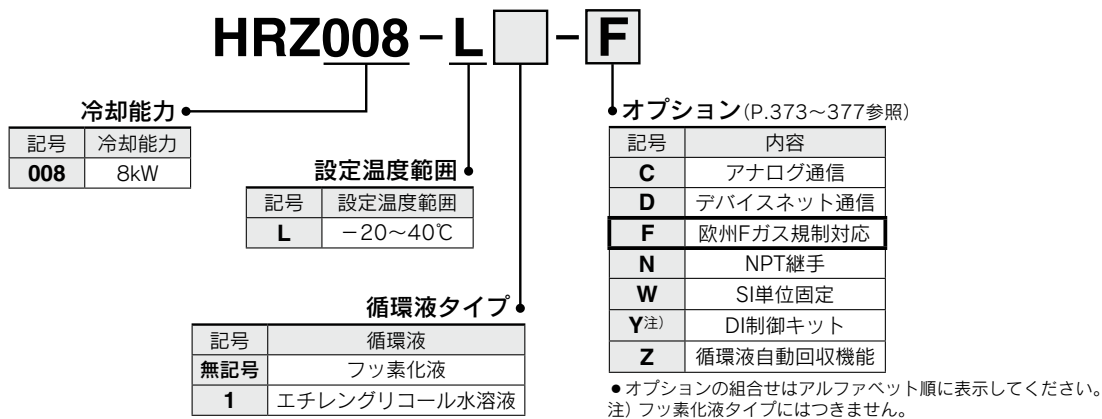 HRZ008-L□-F
冷却能力
記号 冷却能力
008 8kW
設定温度範囲
記号 設定温度範囲
L －20～40℃
循環液タイプ
記号 循環液
無記号 フッ素化液
1 エチレングリコール水溶液
オプション(P.373～377参照)
記号 内容
C アナログ通信
D デバイスネット通信
F 欧州Fガス規制対応
N NPT継手
W SI単位固定
Y注) DI制御キット
Z 循環液自動回収機能
●オプションの組合せはアルファベット順に表示してください。
注) フッ素化液タイプにはつきません。